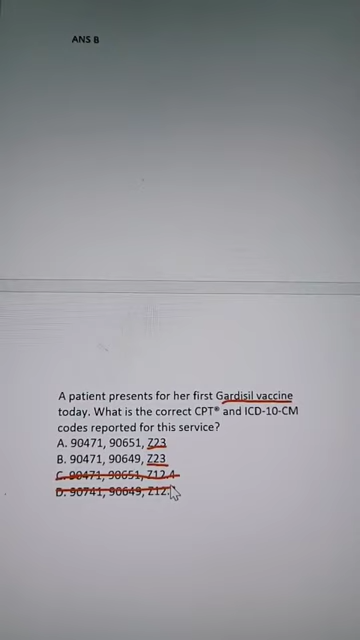 ANS B
A patient presents for her first Gardisil vaccine
today. What is the correct CPT® and ICD-10-CM
codes reported for this service?
A. 90471, 90651, Z23
B. 90471, 90649, Z23
C. 90471, 90651, Z12.4
D. 90741, 90649,